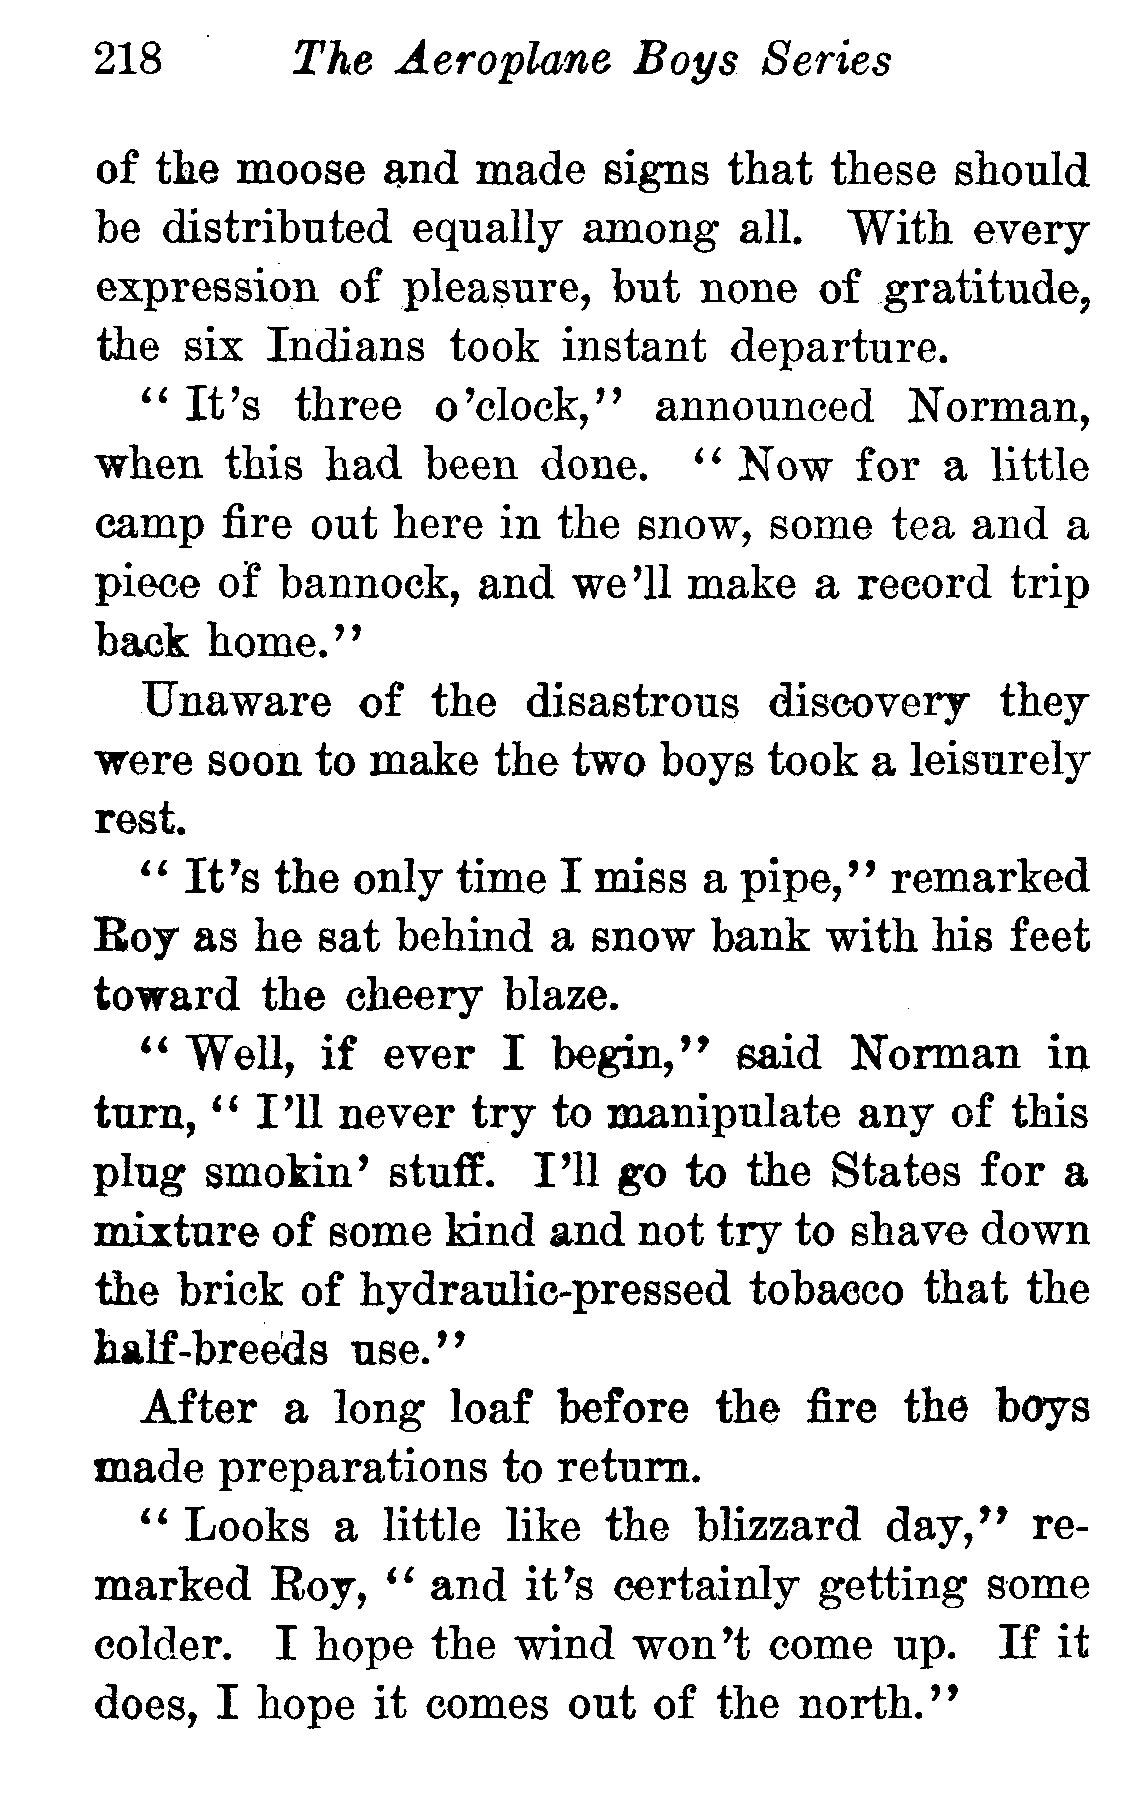 218 The Aeroplane Boys Series
of the moose and made signs that these should
be distributed equally among all. With every
expression of pleasure, but none of gratitude,
the six Indians took instant departure.
“ It’s three o’clock,” announced Norman,
when this had been done. “ Now for a little
camp fire out here in the snow, some tea and a
piece of bannock, and we’ll make a record trip
back home.”
Unaware of the disastrous discovery they
were soon to make the two boys took a leisurely
rest.
“ It’s the only time I miss a pipe,” remarked
Roy as he sat behind a snow bank with his feet
toward the cheery blaze.
“ Well, if ever I begin,” said Norman in
turn, “ I’ll never try to manipulate any of this
plug smokin’ stuff. I’ll go to the States for a
mixture of some kind and not try to shave down
the brick of hydraulic-pressed tobacco that the
half-breeds use.”
After a long loaf before the fire the boys
made preparations to return.
“ Looks a little like the blizzard day,” re-
marked Roy, “ and it’s certainly getting some
colder. I hope the wind won’t come up. If it
does, I hope it comes out of the north.”